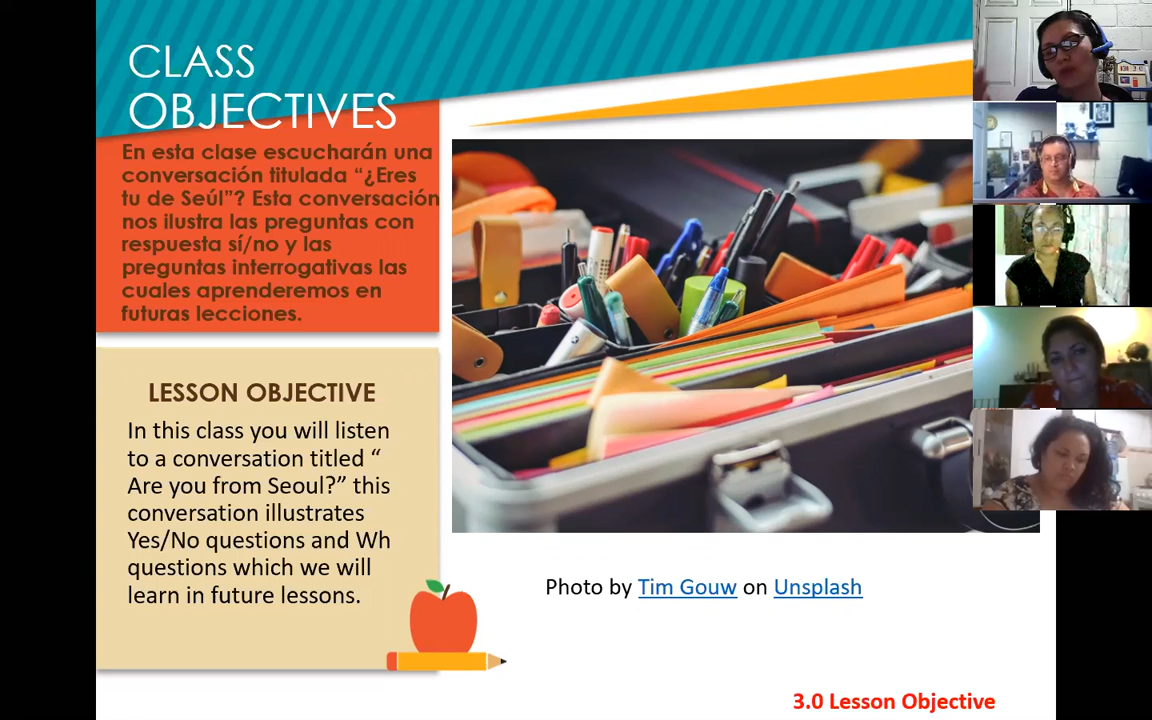 CLASS
OBJECTIVES
En esta clase escucharán una
conversación titulada “¿Eres
tu de Seúl”? Esta conversación
nos ilustra las preguntas con
respuesta sí/no y las
preguntas interrogativas las
cuales aprenderemos en
futuras lecciones.
LESSON OBJECTIVE
In this class you will listen
to a conversation titled “
Are you from Seoul?” this
conversation illustrates
Yes/No questions and Wh
questions which we will
learn in future lessons.
Photo by Tim Gouw on Unsplash
3.0 Lesson Objective